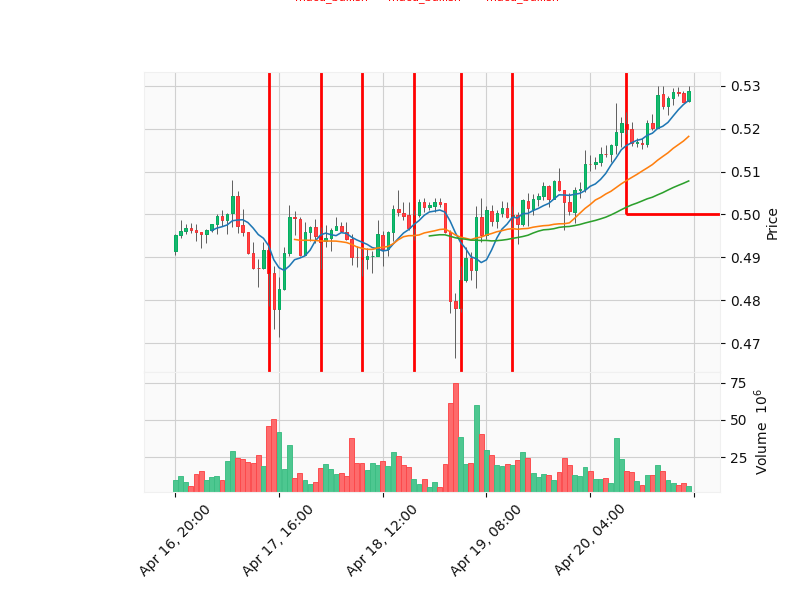 0.53
0.52
0.51
0.50
0.49
0.48
0.47
Price
75
50
25
Volume 10⁶
Apr 16, 20:00
Apr 17, 16:00
Apr 18, 12:00
Apr 19, 08:00
Apr 20, 04:00